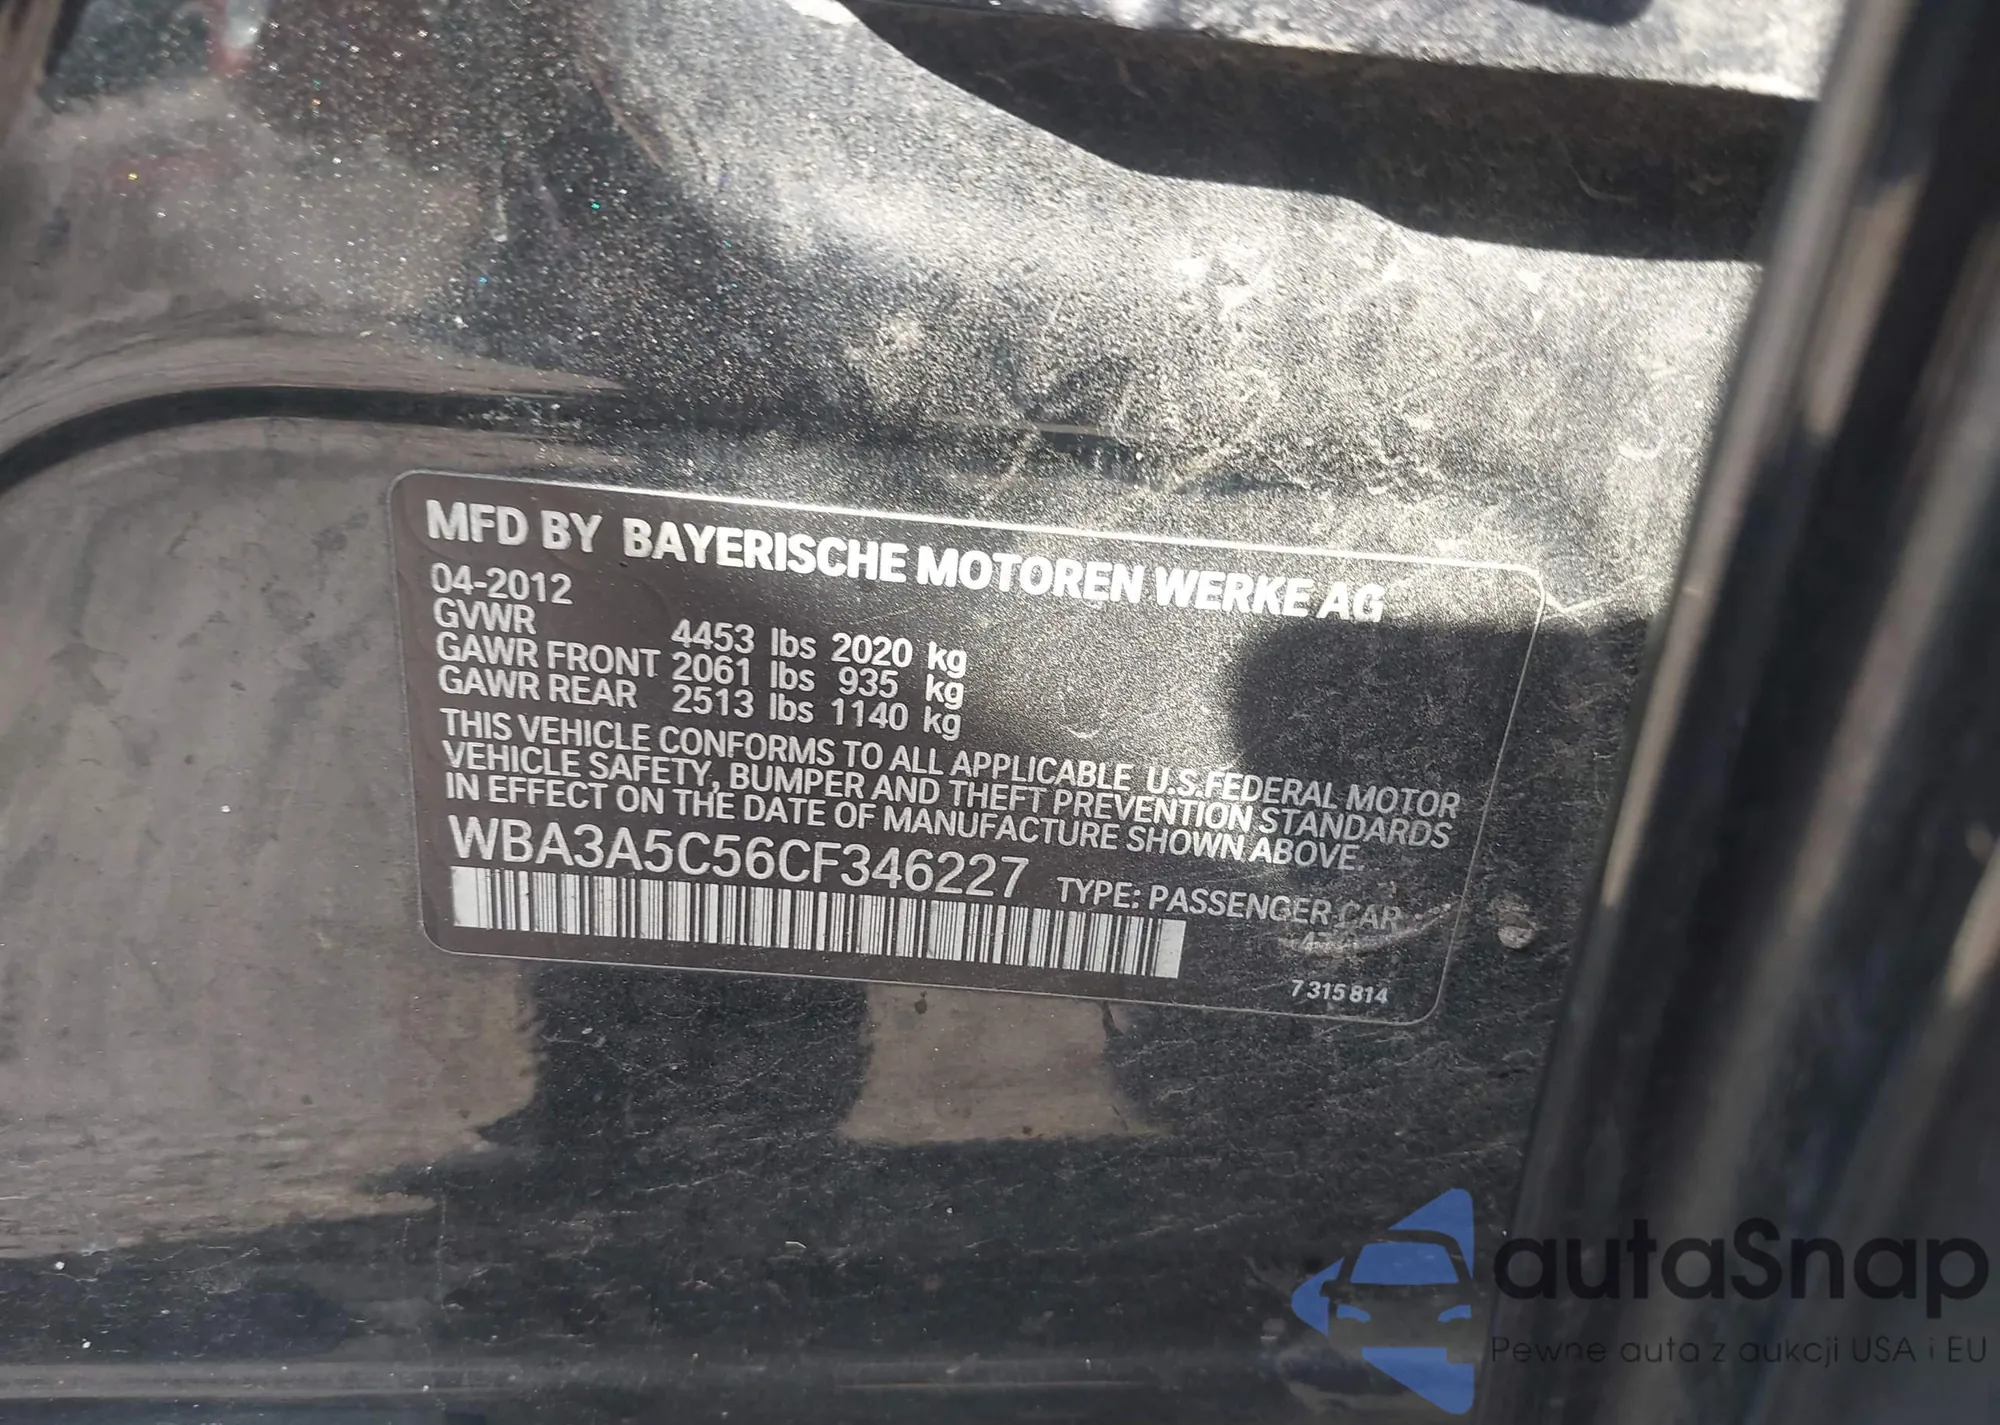 MFD BY BAYERISCHE MOTOREN WERKE AG
04-2012
GVWR 4453 lbs 2020 kg
GAWR FRONT 2061 lbs 935 kg
GAWR REAR 2513 lbs 1140 kg
THIS VEHICLE CONFORMS TO ALL APPLICABLE U.S.FEDERAL MOTOR
VEHICLE SAFETY, BUMPER AND THEFT PREVENTION STANDARDS
IN EFFECT ON THE DATE OF MANUFACTURE SHOWN ABOVE.
WBA3A5C56CF346227 TYPE: PASSENGER CAR
7 315 814
autaSnap
Pewne auta z aukcji USA i EU